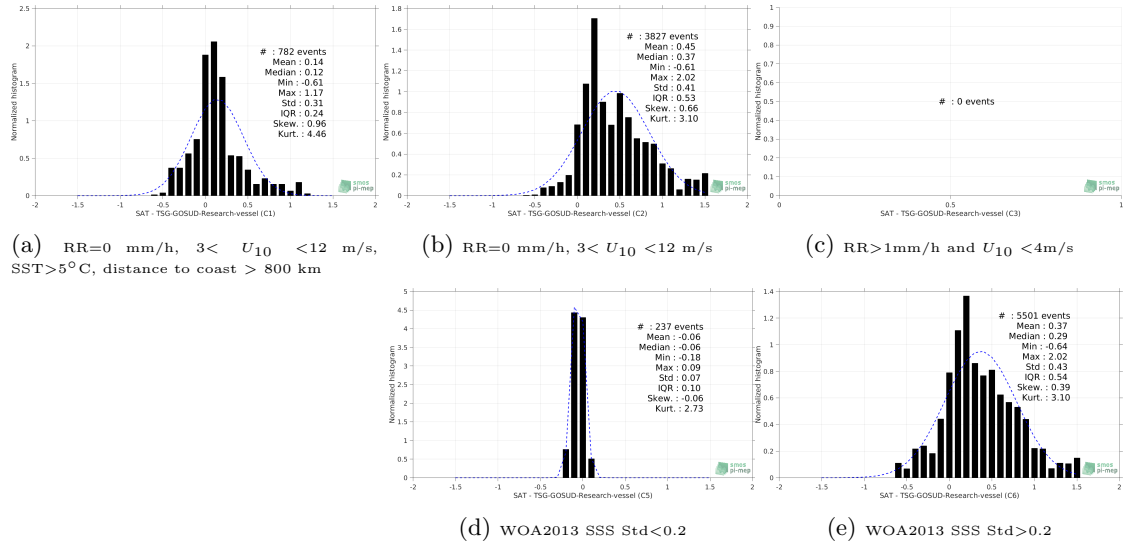 2.5
2
1.5
1
0.5
0
-2 -1.5 -1 -0.5 0 0.5 1 1.5 2
Normalized histogram
SAT - TSG-GOSUD-Research-vessel (C1)
# : 782 events
Mean : 0.14
Median : 0.12
Min : -0.61
Max : 1.17
Std : 0.31
IQR : 0.24
Skew. : 0.96
Kurt. : 4.46
smos
pi-mep
(a) RR=0 mm/h, 3< U10 <12 m/s,
SST>5°C, distance to coast > 800 km
1.8
1.6
1.4
1.2
1
0.8
0.6
0.4
0.2
0
-2 -1.5 -1 -0.5 0 0.5 1 1.5 2
Normalized histogram
SAT - TSG-GOSUD-Research-vessel (C2)
# : 3827 events
Mean : 0.45
Median : 0.37
Min : -0.61
Max : 2.02
Std : 0.41
IQR : 0.53
Skew. : 0.66
Kurt. : 3.10
smos
pi-mep
(b) RR=0 mm/h, 3< U10 <12 m/s
1
0.9
0.8
0.7
0.6
0.5
0.4
0.3
0.2
0.1
0
0 0.5 1
Normalized histogram
SAT - TSG-GOSUD-Research-vessel (C3)
# : 0 events
smos
pi-mep
(c) RR>1mm/h and U10 <4m/s
5
4.5
4
3.5
3
2.5
2
1.5
1
0.5
0
-2 -1.5 -1 -0.5 0 0.5 1 1.5 2
Normalized histogram
SAT - TSG-GOSUD-Research-vessel (C5)
# : 237 events
Mean : -0.06
Median : -0.06
Min : -0.18
Max : 0.09
Std : 0.07
IQR : 0.10
Skew. : -0.06
Kurt. : 2.73
smos
pi-mep
(d) WOA2013 SSS Std<0.2
1.4
1.2
1
0.8
0.6
0.4
0.2
0
-2 -1.5 -1 -0.5 0 0.5 1 1.5 2
Normalized histogram
SAT - TSG-GOSUD-Research-vessel (C6)
# : 5501 events
Mean : 0.37
Median : 0.29
Min : -0.64
Max : 2.02
Std : 0.43
IQR : 0.54
Skew. : 0.39
Kurt. : 3.10
smos
pi-mep
(e) WOA2013 SSS Std>0.2